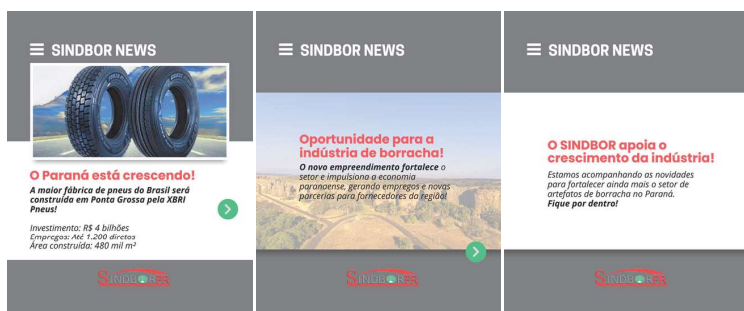 SINDBOR NEWS
O Paraná está crescendo!
A maior fábrica de pneus do Brasil será
construída em Ponta Grossa pela XBRI
Pneus!
Investimento: R$ 4 bilhões
Empregos: Até 1.200 diretos
Área construída: 480 mil m²
SINDBORPR
SINDBOR NEWS
Oportunidade para a
indústria de borracha!
O novo empreendimento fortalece o
setor e impulsiona a economia
paranaense, gerando empregos e novas
parcerias para fornecedores da região!
SINDBORPR
SINDBOR NEWS
O SINDBOR apoia o
crescimento da indústria!
Estamos acompanhando as novidades
para fortalecer ainda mais o setor de
artefatos de borracha no Paraná.
Fique por dentro!
SINDBORPR